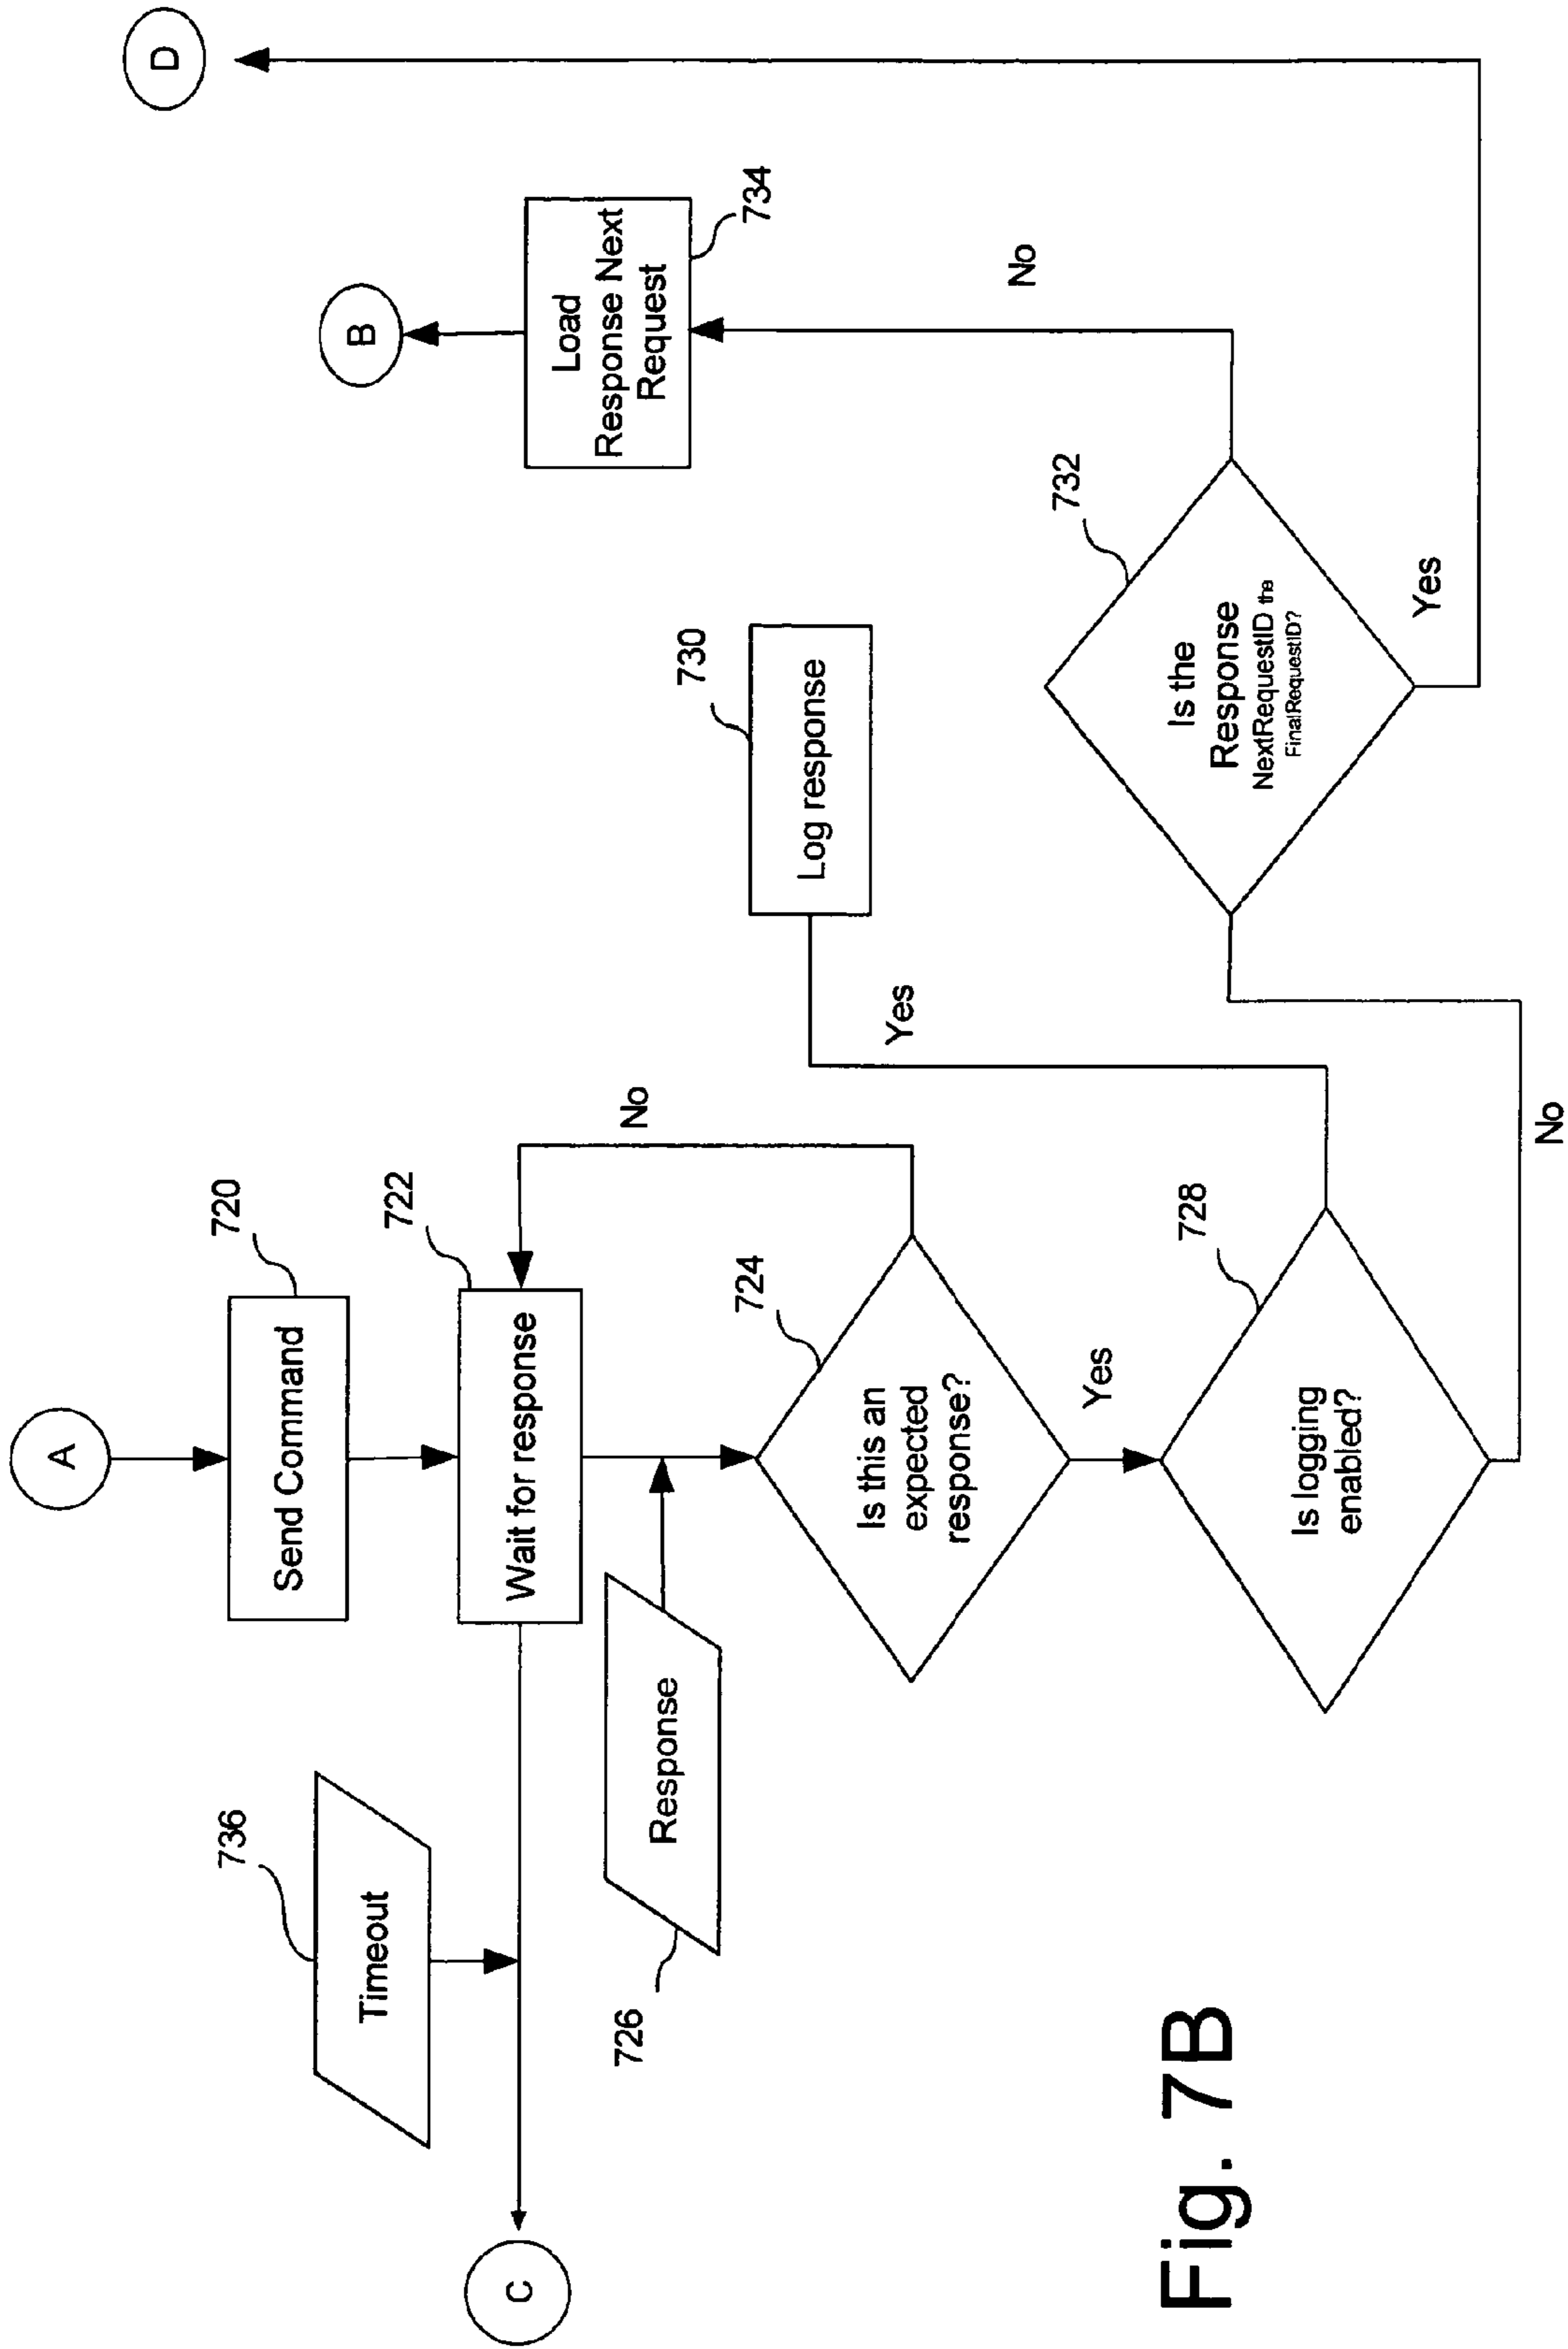 A
720
Send Command
722
Wait for response
736
Timeout
C
Response
726
No
724
Is this an
expected
response?
Yes
728
Is logging
enabled?
Yes
No
730
Log response
732
Is the
Response
NextRequestID the
FinalRequestID?
No
Yes
734
Load
Response Next
Request
B
D
Fig. 7B